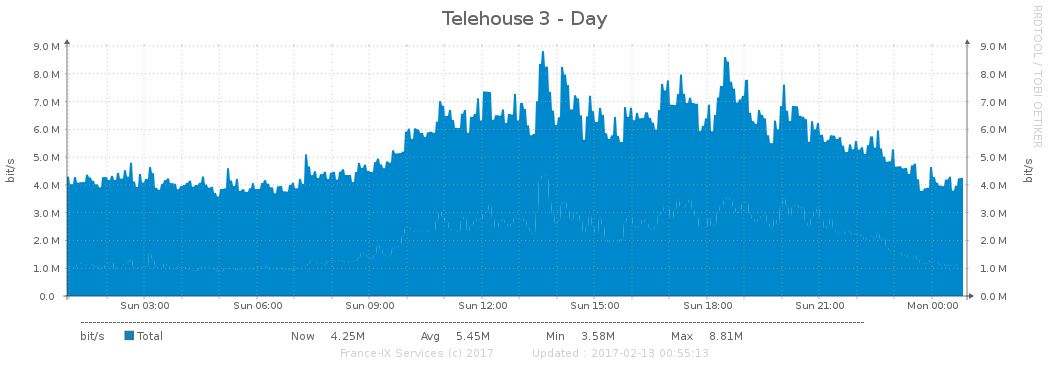 Telehouse 3 - Day
RRDTOOL / TOBI OETIKER
bit/s
9.0 M 9.0 M
8.0 M 8.0 M
7.0 M 7.0 M
6.0 M 6.0 M
5.0 M 5.0 M
4.0 M 4.0 M
3.0 M 3.0 M
2.0 M 2.0 M
1.0 M 1.0 M
0.0 0.0 M
bit/s
Sun 03:00 Sun 06:00 Sun 09:00 Sun 12:00 Sun 15:00 Sun 18:00 Sun 21:00 Mon 00:00
bit/s Total Now 4.25M Avg 5.45M Min 3.58M Max 8.81M
France-IX Services (c) 2017 Updated : 2017-02-13 00:55:13